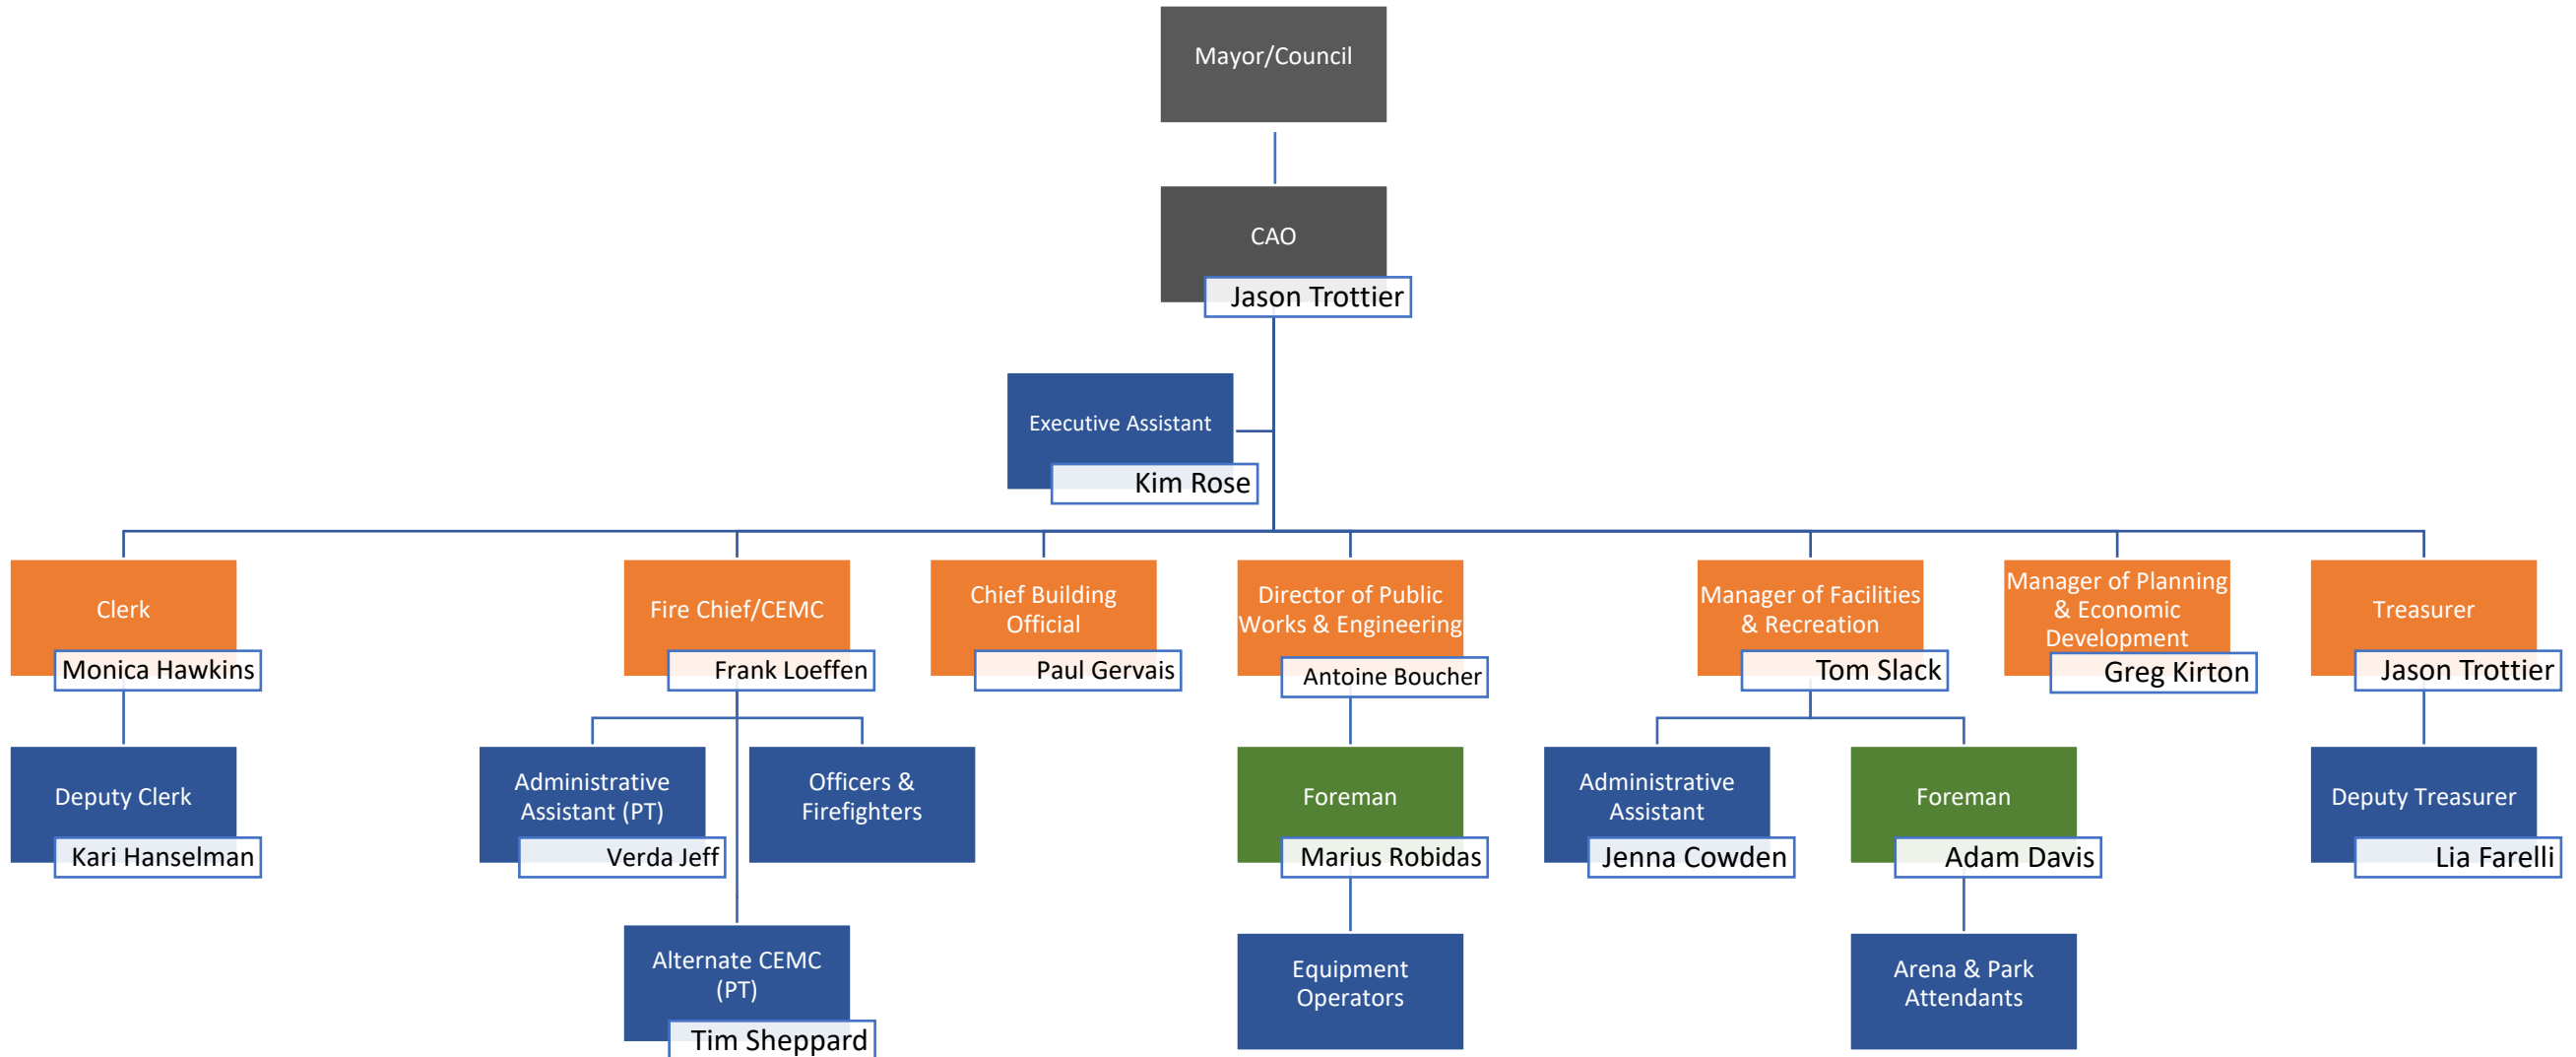 Mayor/Council
CAO
Jason Trottier
Executive Assistant
Kim Rose
Clerk
Monica Hawkins
Fire Chief/CEMC
Frank Loeffen
Chief Building
Official
Paul Gervais
Director of Public
Works & Engineering
Antoine Boucher
Manager of Facilities
& Recreation
Tom Slack
Manager of Planning
& Economic
Development
Greg Kirton
Treasurer
Jason Trottier
Deputy Clerk
Kari Hanselman
Administrative
Assistant (PT)
Verda Jeff
Officers &
Firefighters
Foreman
Marius Robidas
Administrative
Assistant
Jenna Cowden
Foreman
Adam Davis
Deputy Treasurer
Lia Farelli
Alternate CEMC
(PT)
Tim Sheppard
Equipment
Operators
Arena & Park
Attendants